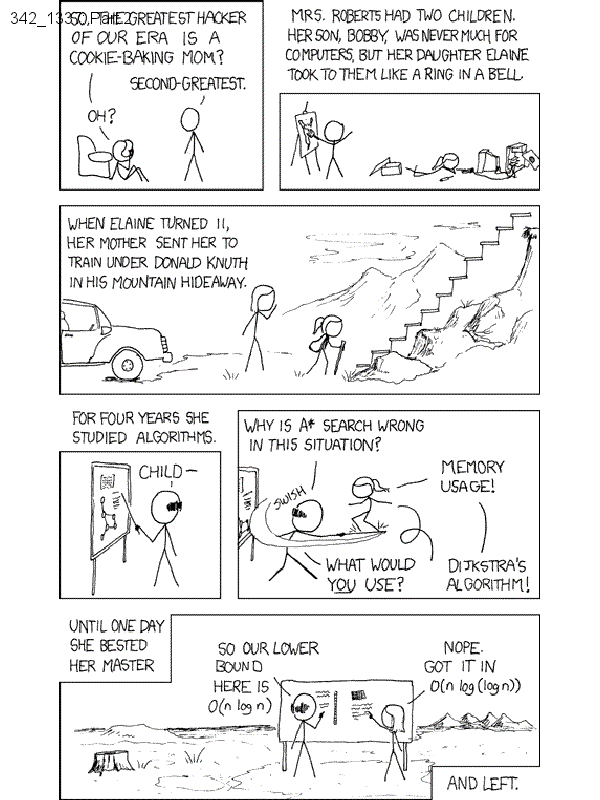 342_1337, Part 2
SO THE GREATEST HACKER
OF OUR ERA IS A
COOKIE-BAKING MOM?
SECOND-GREATEST.
OH?
MRS. ROBERTS HAD TWO CHILDREN.
HER SON, BOBBY, WAS NEVER MUCH FOR
COMPUTERS, BUT HER DAUGHTER ELAINE
TOOK TO THEM LIKE A RING IN A BELL.
WHEN ELAINE TURNED 11,
HER MOTHER SENT HER TO
TRAIN UNDER DONALD KNUTH
IN HIS MOUNTAIN HIDEAWAY.
FOR FOUR YEARS SHE
STUDIED ALGORITHMS.
CHILD—
WHY IS A* SEARCH WRONG
IN THIS SITUATION?
SWISH
MEMORY
USAGE!
WHAT WOULD
YOU USE?
DIJKSTRA'S
ALGORITHM!
UNTIL ONE DAY
SHE BESTED
HER MASTER
SO OUR LOWER
BOUND
HERE IS
O(n log n)
NOPE.
GOT IT IN
O(n log (log n))
AND LEFT.